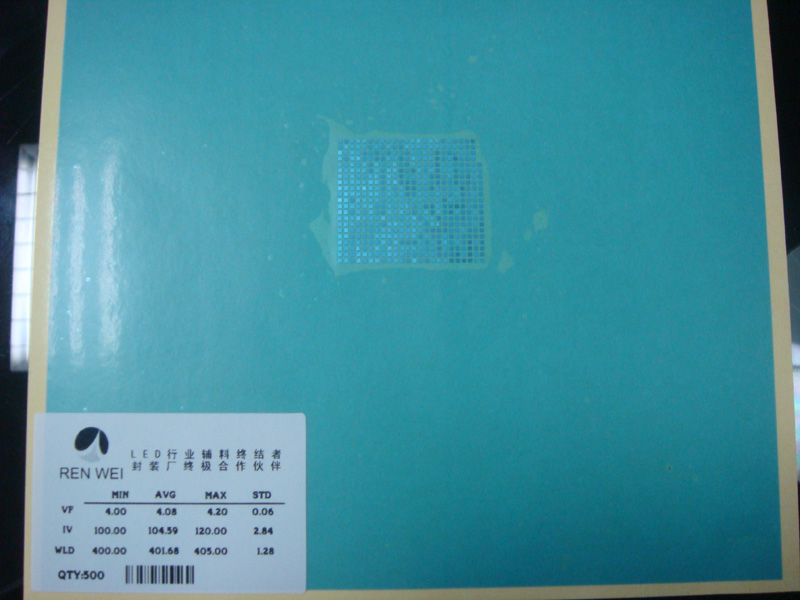 REN WEI
LED行业辅料终结者
封装厂终极合作伙伴
MIN AVG MAX STD
VF 4.00 4.08 4.20 0.06
IV 100.00 104.59 120.00 2.84
WLD 400.00 401.68 405.00 1.28
QTY:500